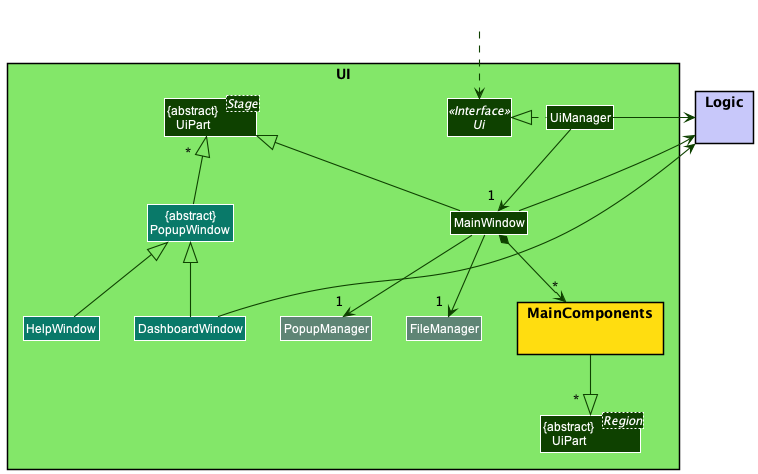 UI
{abstract}
UiPart
Stage
«Interface»
Ui
UiManager
Logic
*
1
{abstract}
PopupWindow
MainWindow
1
1
*
HelpWindow
DashboardWindow
PopupManager
FileManager
MainComponents
*
{abstract}
UiPart
Region